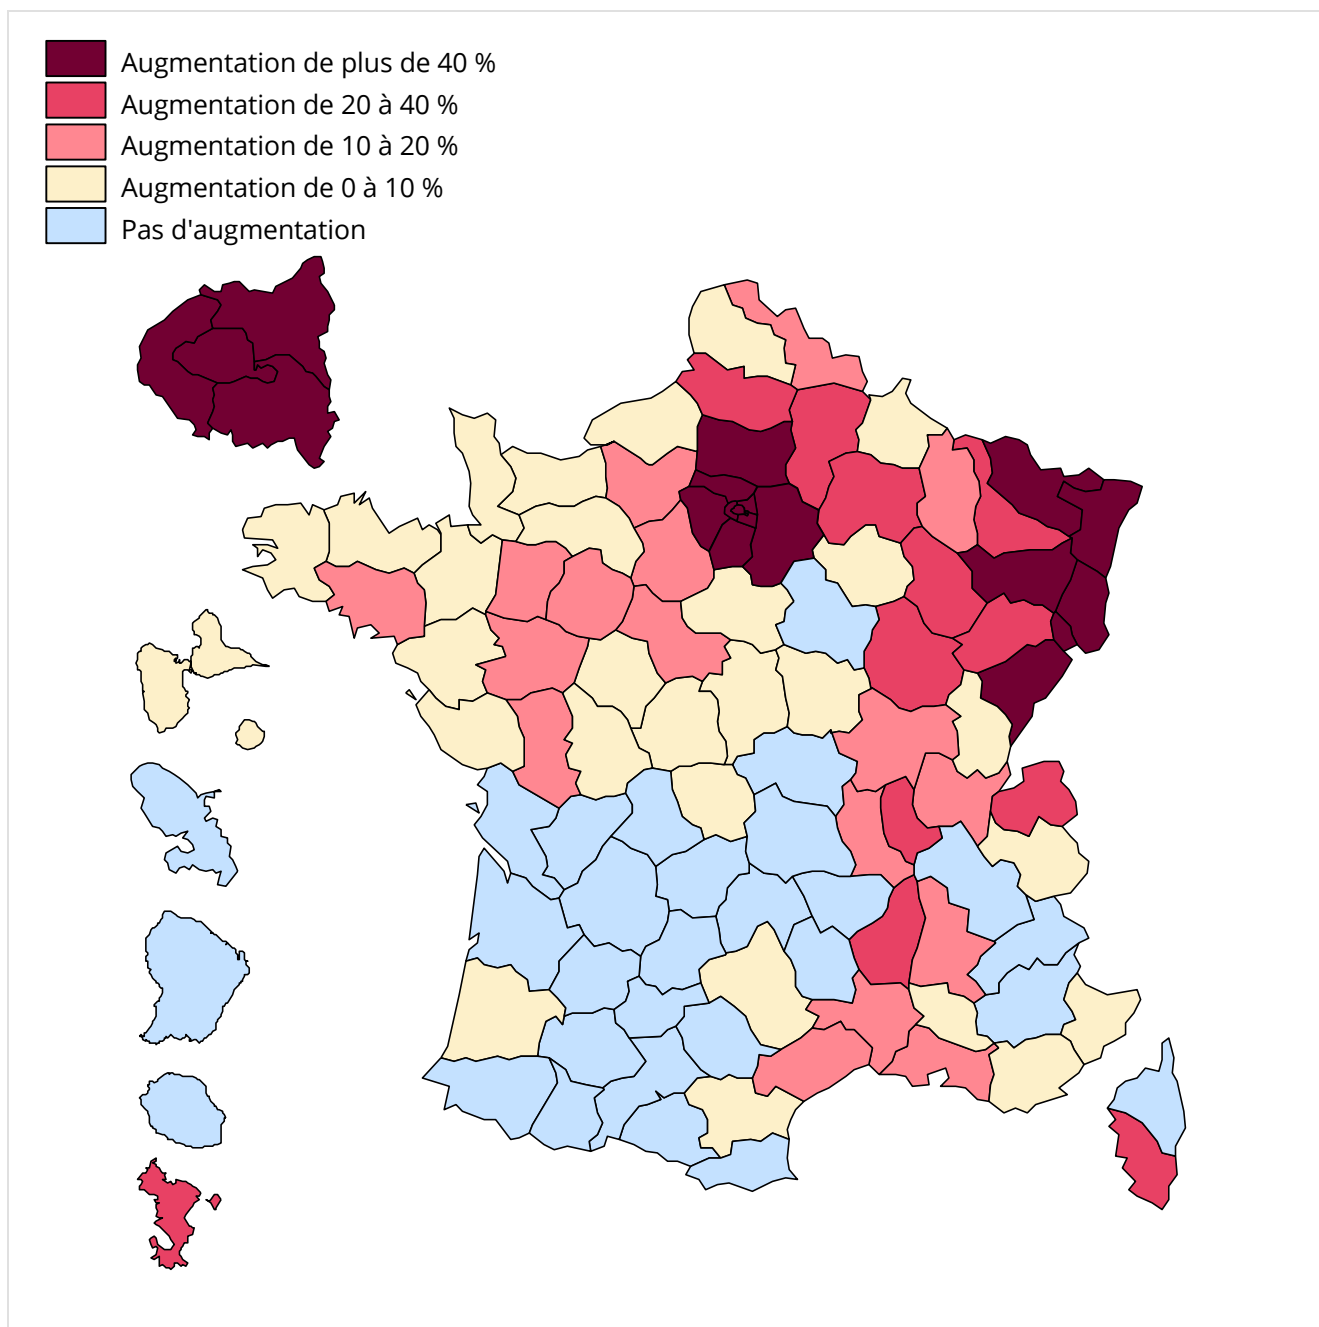 Augmentation de plus de 40 %
Augmentation de 20 à 40 %
Augmentation de 10 à 20 %
Augmentation de 0 à 10 %
Pas d'augmentation